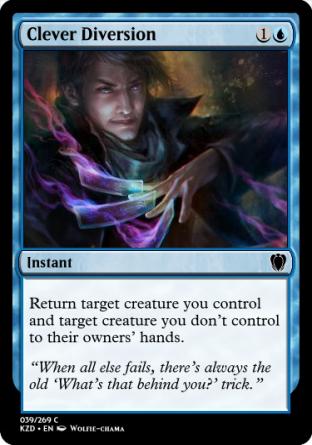 Clever Diversion 1
Instant
Return target creature you control
and target creature you don't control
to their owners' hands.
"When all else fails, there's always the
old 'What's that behind you?' trick."
039/269 C
KZD • EN Wolfie-chama